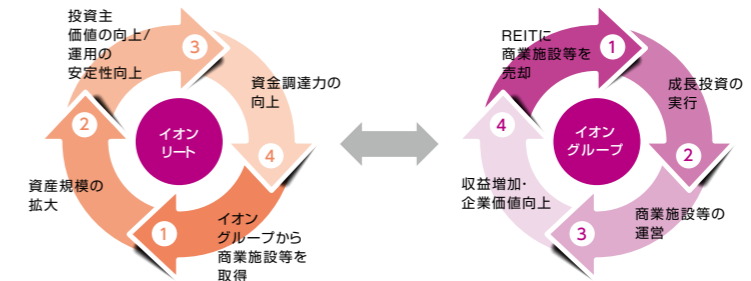 投資主
価値の向上/
運用の
安定性向上
3
資金調達力の
向上
4
イオン
グループから
商業施設等を
取得
1
資産規模の
拡大
2
イオン
リート
REITに
商業施設等を
売却
1
成長投資の
実行
2
商業施設等の
運営
3
収益増加・
企業価値向上
4
イオン
グループ